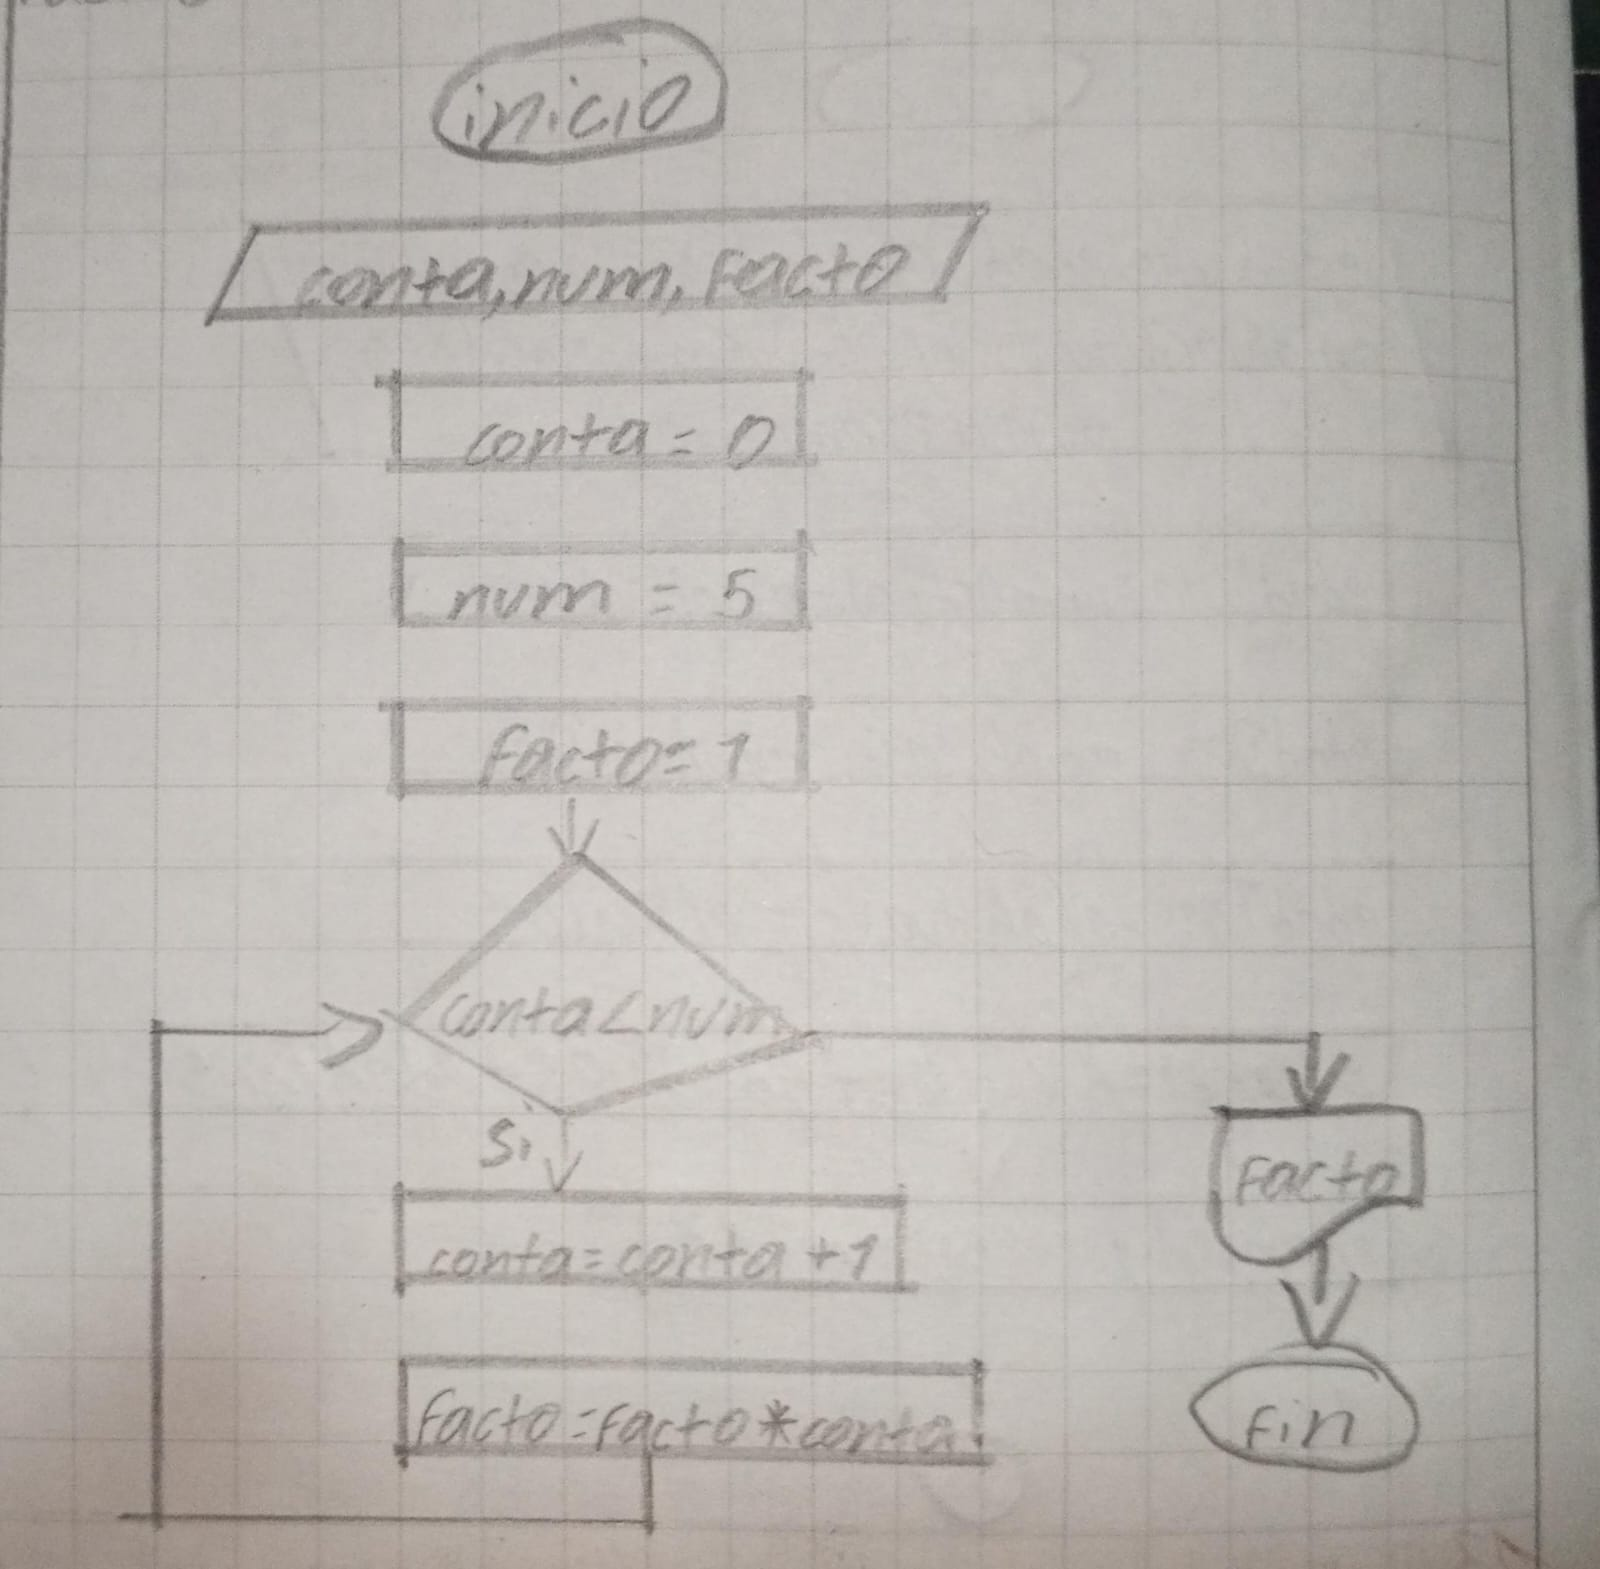 inicio
conta, num, Facto
conta = 0
num = 5
facto = 1
conta < num
Si
conta = conta + 1
Facto
facto = facto * conta
Fin